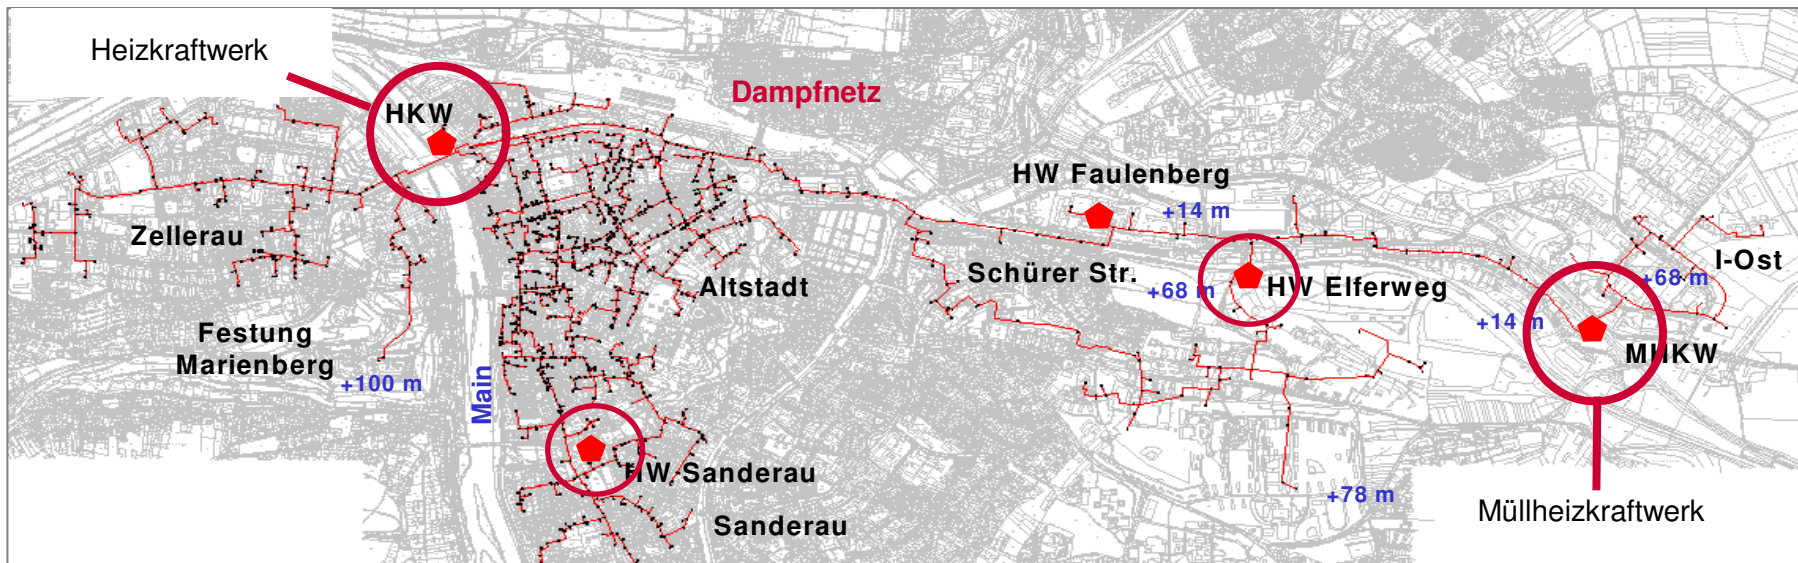 Heizkraftwerk
HKW
Dampfnetz
HW Faulenberg
+14 m
Zellerau
Altstadt
Schürer Str.
+68 m
HW Elferweg
I-Ost
+68 m
+14 m
MHKW
Festung
Marienberg
+100 m
Main
HW Sanderau
+78 m
Sanderau
Müllheizkraftwerk